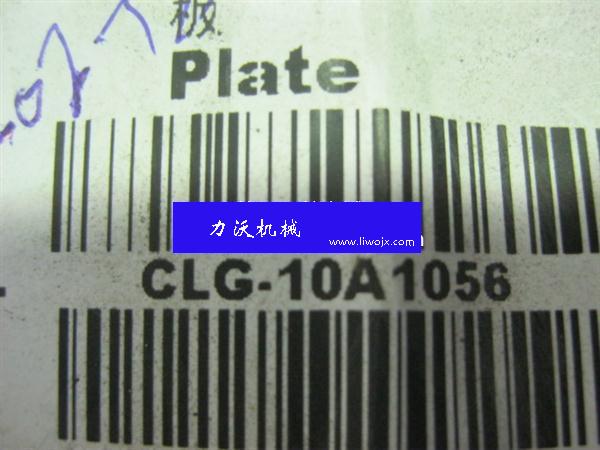 板
Plate
力沃机械
www.liwojx.com
CLG-10A1056